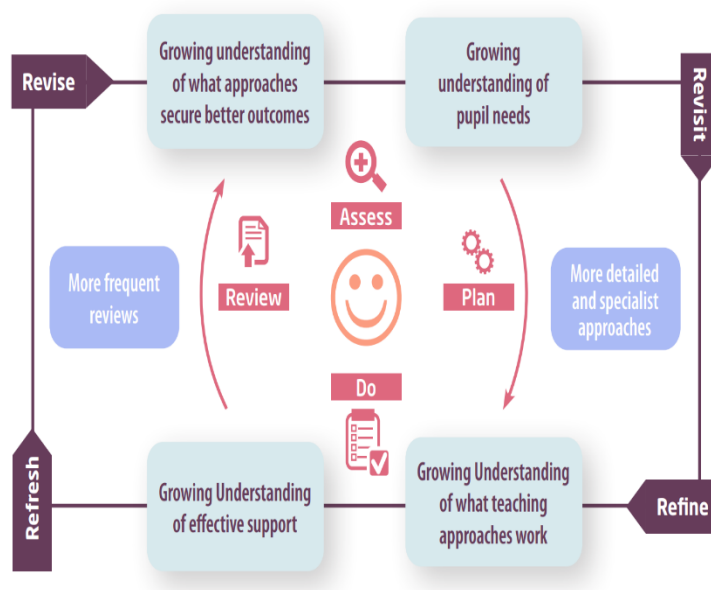 Growing understanding
of what approaches
secure better outcomes
Growing
understanding of
pupil needs
Revise
Revisit
Assess
Review
Plan
More frequent
reviews
More detailed
and specialist
approaches
Do
Growing Understanding
of effective support
Growing Understanding
of what teaching
approaches work
Refresh
Refine